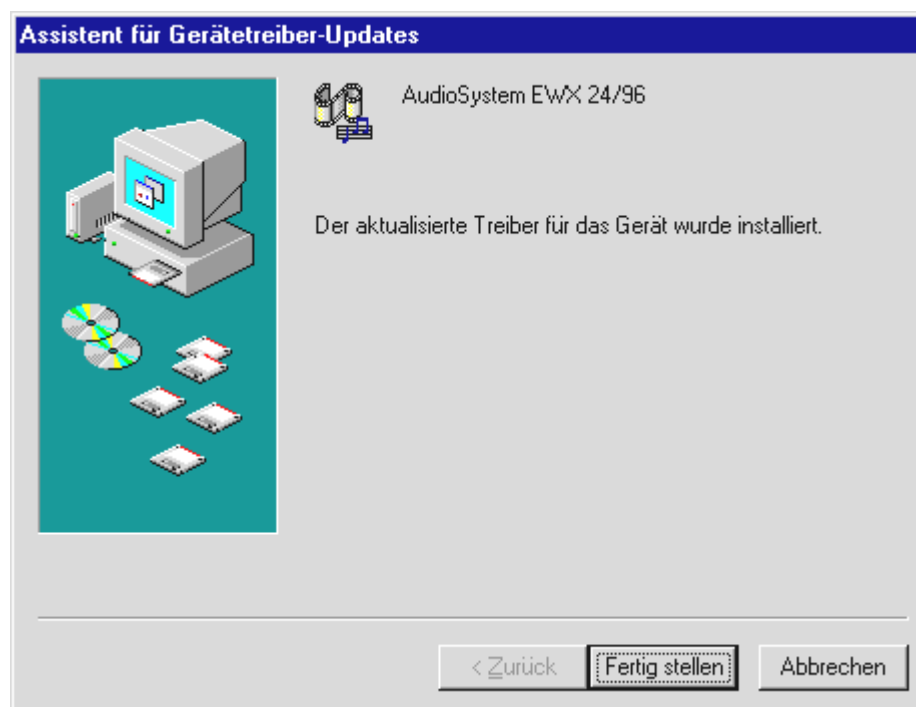 Assistent für Gerätetreiber-Updates
AudioSystem EWX 24/96
Der aktualisierte Treiber für das Gerät wurde installiert.
< Zurück
Fertig stellen
Abbrechen